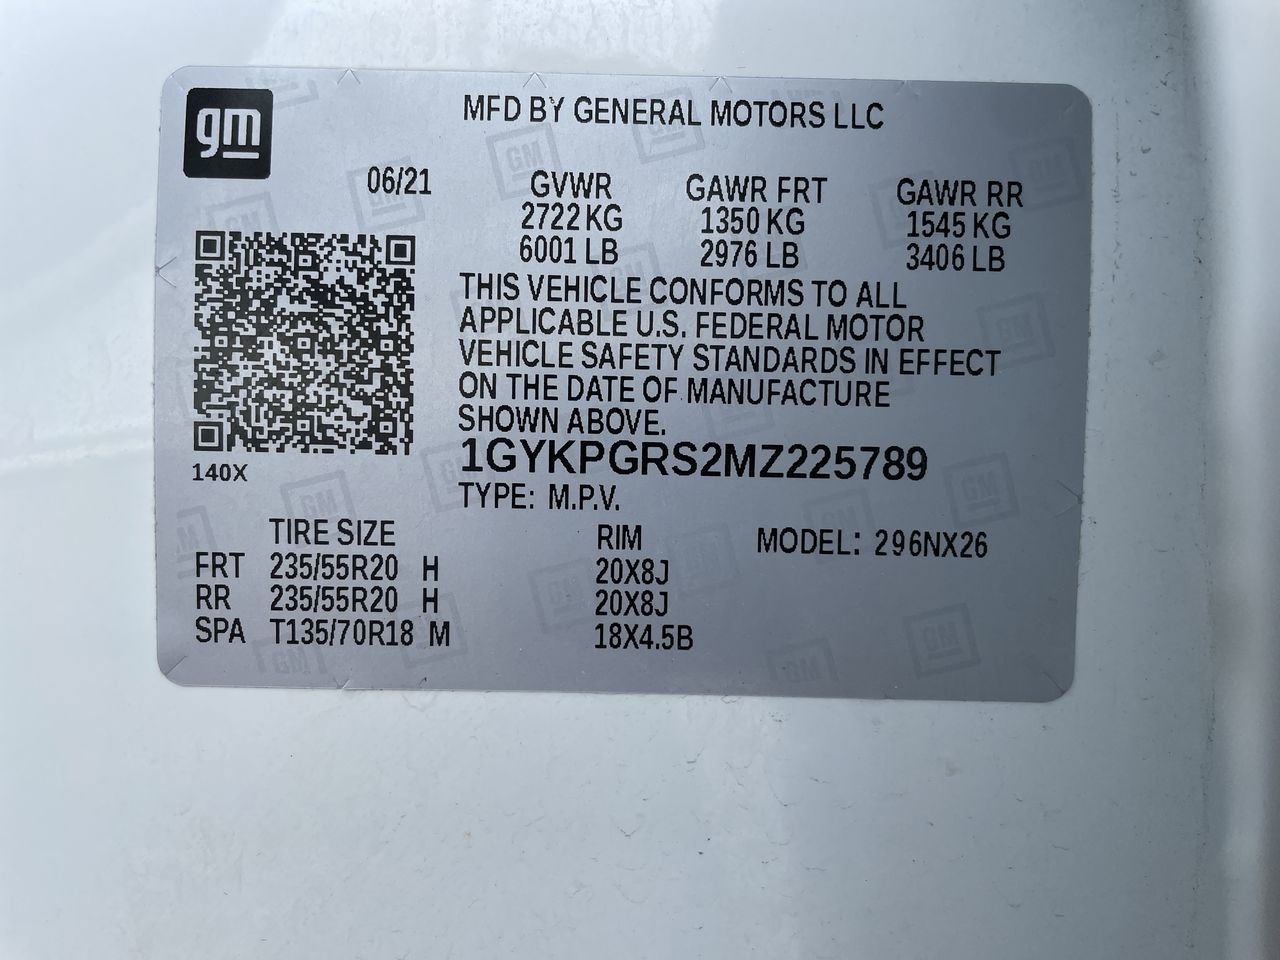 gm
MFD BY GENERAL MOTORS LLC
06/21 GVWR GAWR FRT GAWR RR
2722 KG 1350 KG 1545 KG
6001 LB 2976 LB 3406 LB
THIS VEHICLE CONFORMS TO ALL
APPLICABLE U.S. FEDERAL MOTOR
VEHICLE SAFETY STANDARDS IN EFFECT
ON THE DATE OF MANUFACTURE
SHOWN ABOVE.
1GYKPGRS2MZ225789
140X
TYPE: M.P.V.
TIRE SIZE RIM MODEL: 296NX26
FRT 235/55R20 H 20X8J
RR 235/55R20 H 20X8J
SPA T135/70R18 M 18X4.5B